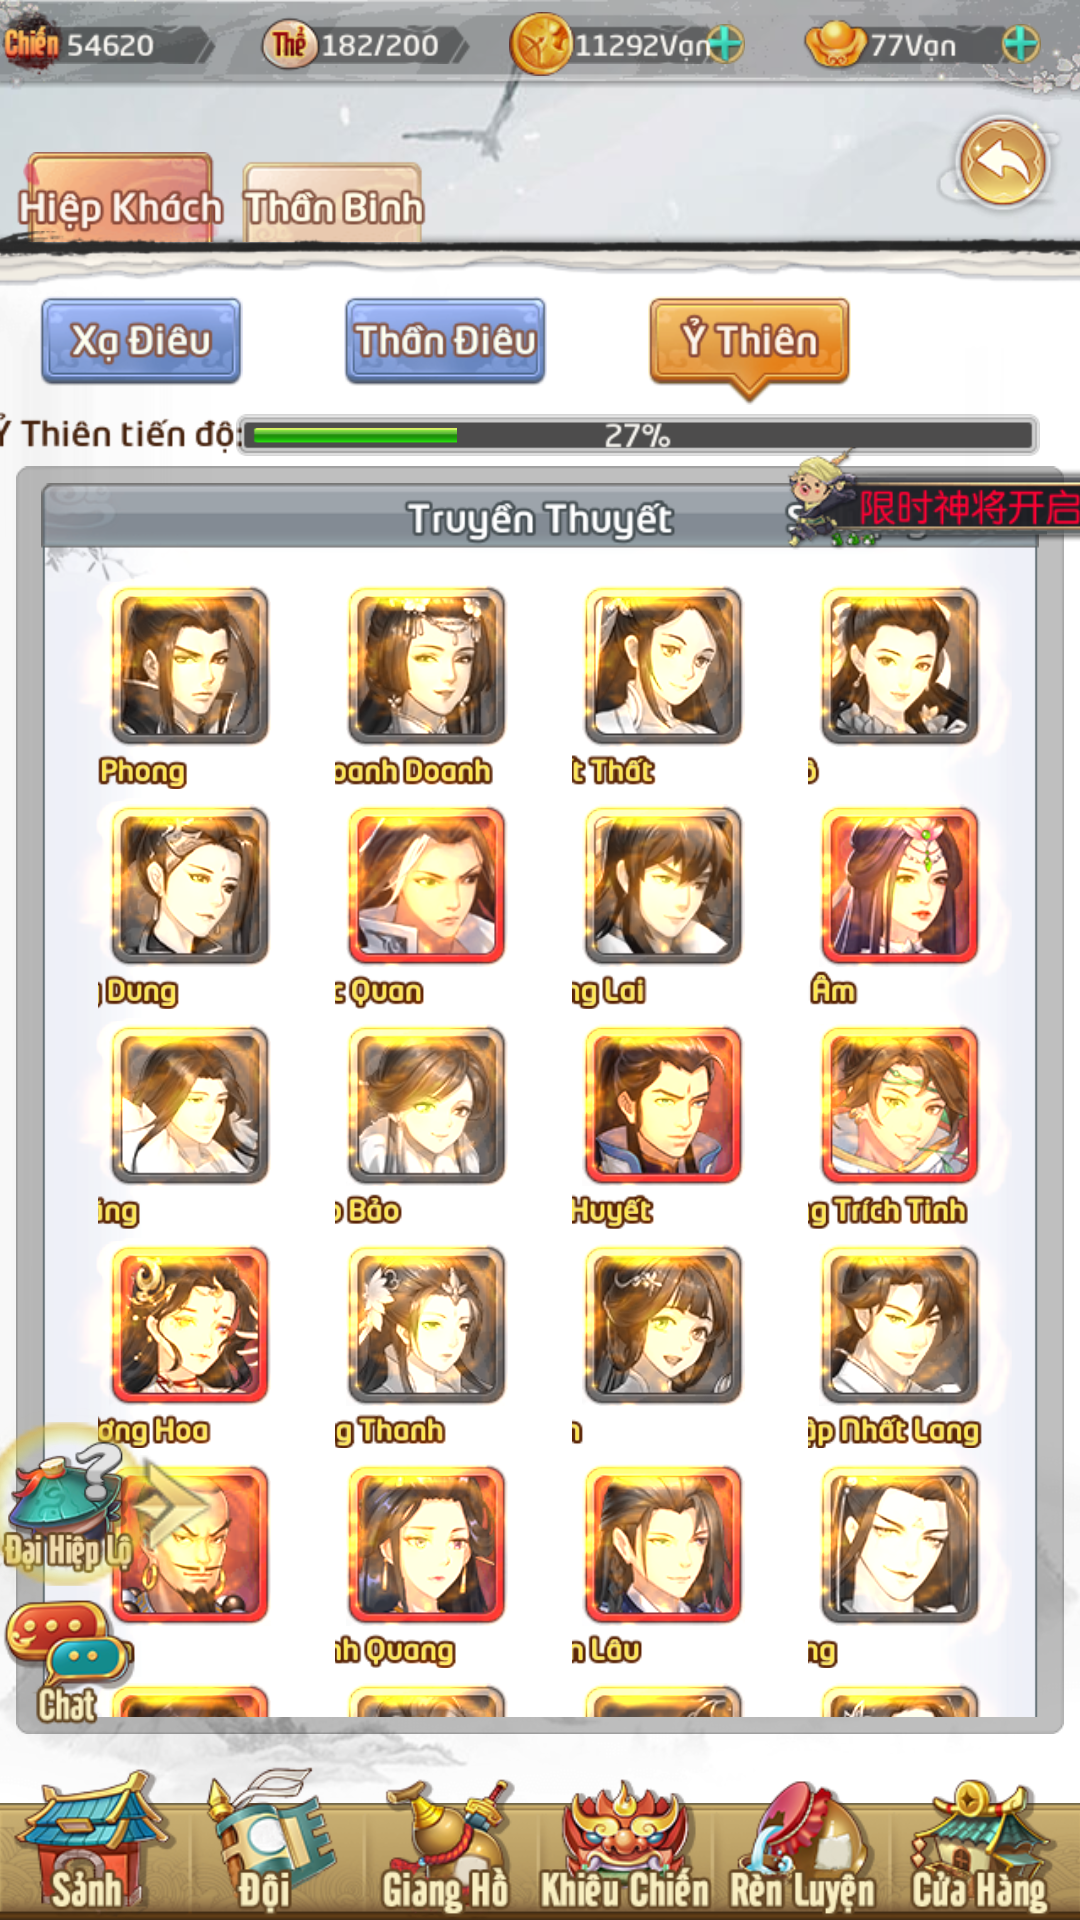 Chiến 54620 Thể 182/200 11292Vạn 77Vạn
Hiệp Khách Thần Binh
Xạ Điêu Thần Điêu Ỷ Thiên
Ỷ Thiên tiến độ: 27%
Truyền Thuyết
限时神将开启
Phong oanh Doanh t Thất ô
g Dung c Quan ng Lai Âm
ing o Bảo Huyết g Trích Tinh
ơng Hoa g Thanh n ập Nhất Lang
Đại Hiệp Lộ
n nh Quang n Lâu ng
Chat
Sảnh Đội Giang Hồ Khiêu Chiến Rèn Luyện Cửa Hàng